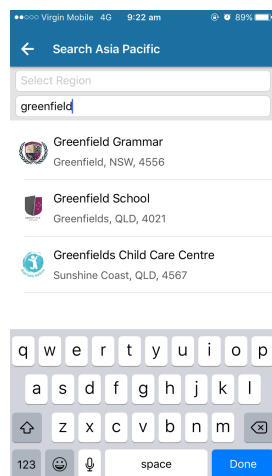 Virgin Mobile 4G 9:22 am 89%
Search Asia Pacific
Select Region
greenfield
Greenfield Grammar
Greenfield, NSW, 4556
Greenfield School
Greenfields, QLD, 4021
Greenfields Child Care Centre
Sunshine Coast, QLD, 4567
q w e r t y u i o p
a s d f g h j k l
z x c v b n m
123 space Done